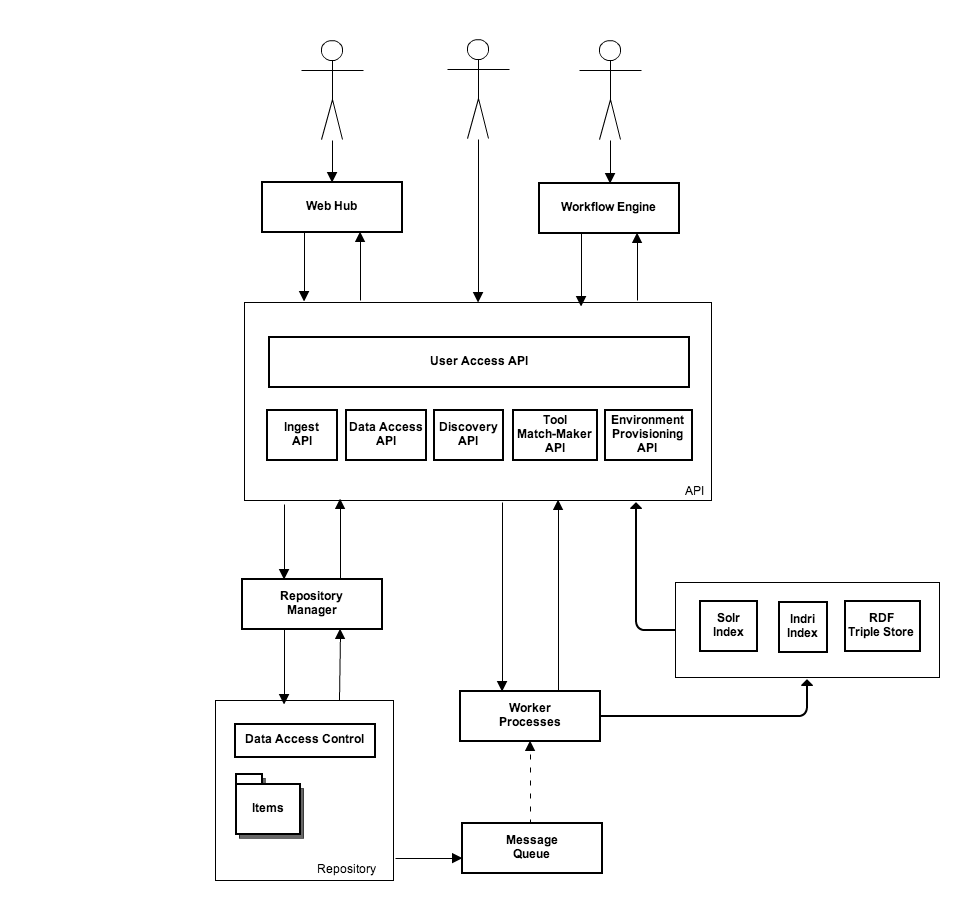 Web Hub
Workflow Engine
User Access API
Ingest
API
Data Access
API
Discovery
API
Tool
Match-Maker
API
Environment
Provisioning
API
API
Repository
Manager
Solr
Index
Indri
Index
RDF
Triple Store
Worker
Processes
Data Access Control
Items
Repository
Message
Queue